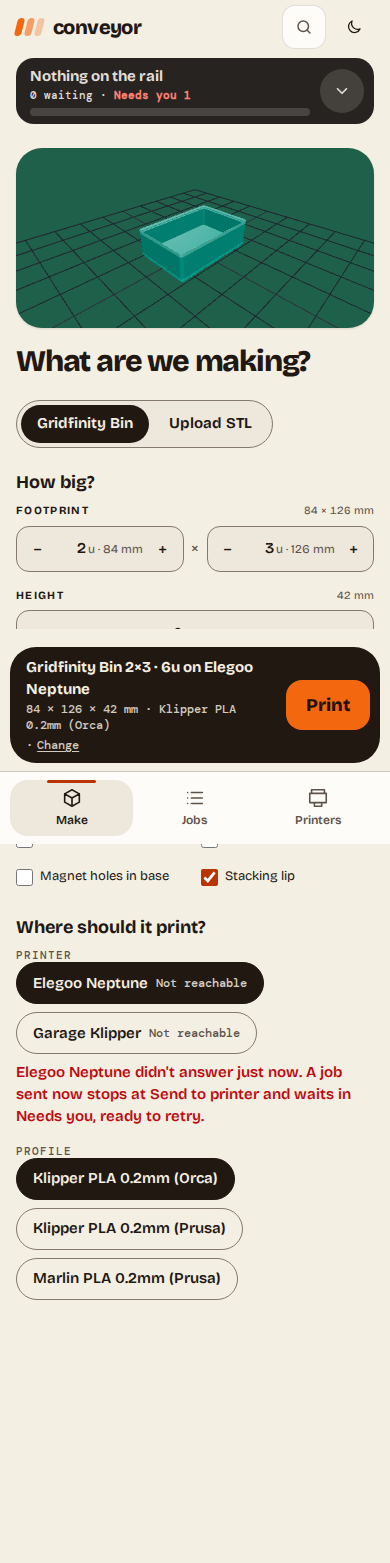 conveyor
Nothing on the rail
0 waiting · Needs you 1
What are we making?
Gridfinity Bin
Upload STL
How big?
FOOTPRINT
84 × 126 mm
− 2 u · 84 mm + × − 3 u · 126 mm +
HEIGHT
42 mm
Gridfinity Bin 2×3 · 6u on Elegoo
Neptune
84 × 126 × 42 mm · Klipper PLA
0.2mm (Orca)
· Change
Print
Make
Jobs
Printers
Magnet holes in base
Stacking lip
Where should it print?
PRINTER
Elegoo Neptune Not reachable
Garage Klipper Not reachable
Elegoo Neptune didn't answer just now. A job
sent now stops at Send to printer and waits in
Needs you, ready to retry.
PROFILE
Klipper PLA 0.2mm (Orca)
Klipper PLA 0.2mm (Prusa)
Marlin PLA 0.2mm (Prusa)